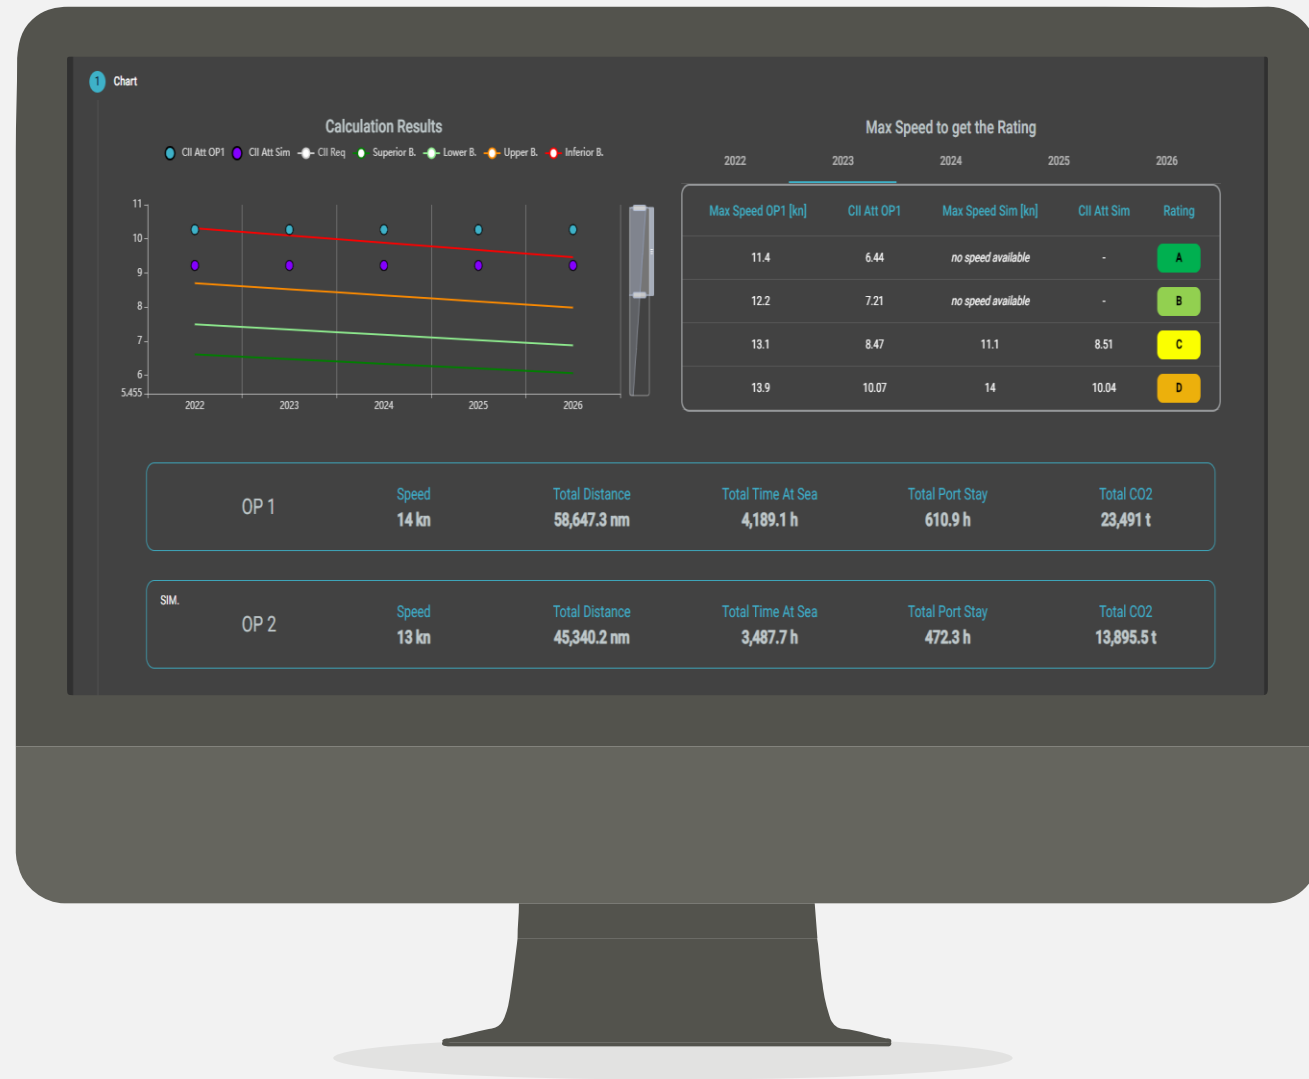 1 Chart
Calculation Results
CII Att OP1 CII Att Sim CII Req Superior B. Lower B. Upper B. Inferior B.
11
10
9
8
7
6
5.455
2022 2023 2024 2025 2026
Max Speed to get the Rating
2022 2023 2024 2025 2026
Max Speed OP1 [kn] CII Att OP1 Max Speed Sim [kn] CII Att Sim Rating
11.4 6.44 no speed available - A
12.2 7.21 no speed available - B
13.1 8.47 11.1 8.51 C
13.9 10.07 14 10.04 D
OP 1
Speed Total Distance Total Time At Sea Total Port Stay Total CO2
14 kn 58,647.3 nm 4,189.1 h 610.9 h 23,491 t
SIM.
OP 2
Speed Total Distance Total Time At Sea Total Port Stay Total CO2
13 kn 45,340.2 nm 3,487.7 h 472.3 h 13,895.5 t